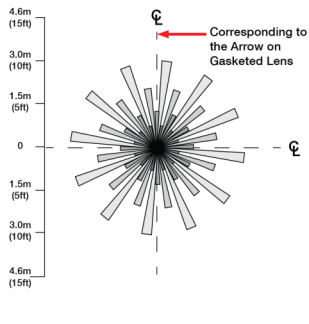 4.6m
(15ft)
3.0m
(10ft)
1.5m
(5ft)
0
1.5m
(5ft)
3.0m
(10ft)
4.6m
(15ft)
℄
Corresponding to
the Arrow on
Gasketed Lens
℄